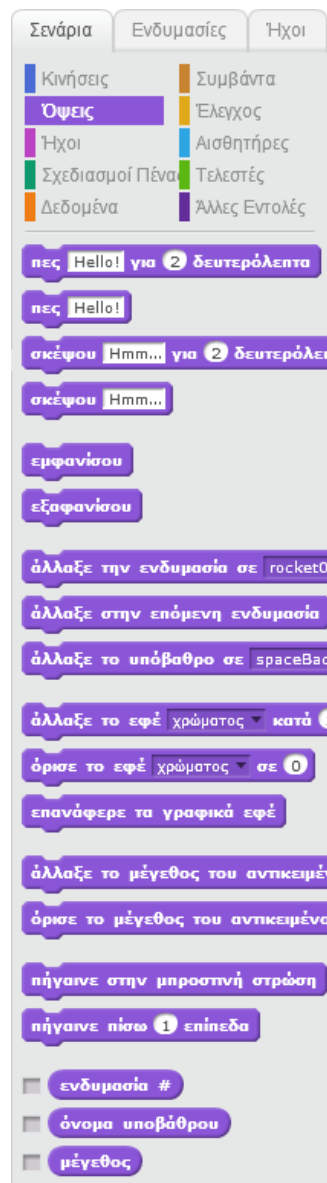 Σενάρια Ενδυμασίες Ήχοι
Κινήσεις Συμβάντα
Όψεις Έλεγχος
Ήχοι Αισθητήρες
Σχεδιασμοί Πένας Τελεστές
Δεδομένα Άλλες Εντολές
πες Hello! για 2 δευτερόλεπτα
πες Hello!
σκέψου Hmm... για 2 δευτερόλε
σκέψου Hmm...
εμφανίσου
εξαφανίσου
άλλαξε την ενδυμασία σε rocket0
άλλαξε στην επόμενη ενδυμασία
άλλαξε το υπόβαθρο σε spaceBac
άλλαξε το εφέ χρώματος κατά
όρισε το εφέ χρώματος σε 0
επανάφερε τα γραφικά εφέ
άλλαξε το μέγεθος του αντικειμέν
όρισε το μέγεθος του αντικειμένο
πήγαινε στην μπροστινή στρώση
πήγαινε πίσω 1 επίπεδα
ενδυμασία #
όνομα υποβάθρου
μέγεθος